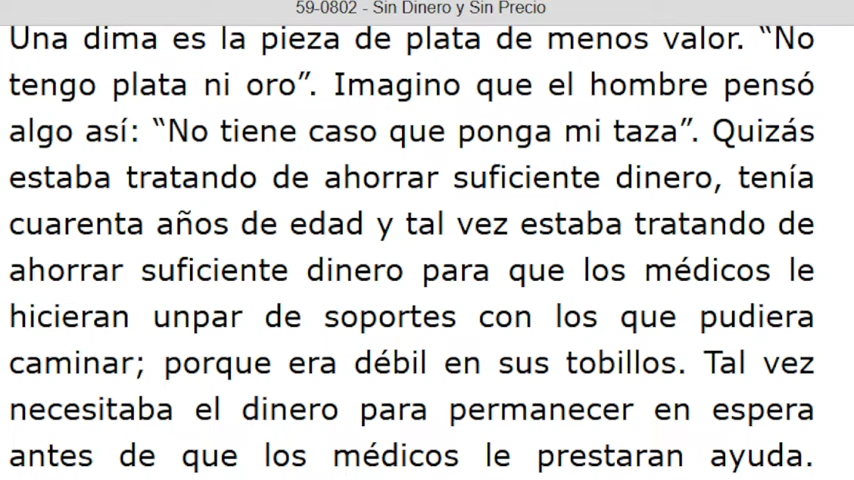 59-0802 - Sin Dinero y Sin Precio
Una dima es la pieza de plata de menos valor. “No
tengo plata ni oro”. Imagino que el hombre pensó
algo así: “No tiene caso que ponga mi taza”. Quizás
estaba tratando de ahorrar suficiente dinero, tenía
cuarenta años de edad y tal vez estaba tratando de
ahorrar suficiente dinero para que los médicos le
hicieran unpar de soportes con los que pudiera
caminar; porque era débil en sus tobillos. Tal vez
necesitaba el dinero para permanecer en espera
antes de que los médicos le prestaran ayuda.